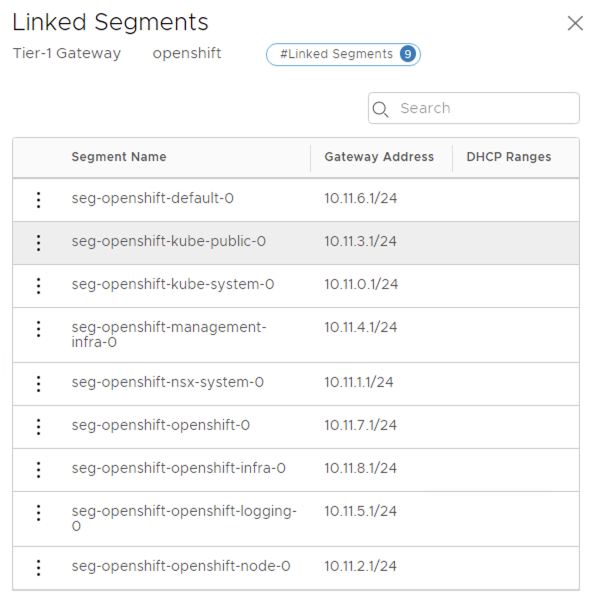 Linked Segments
Tier-1 Gateway openshift #Linked Segments 9
Search
Segment Name Gateway Address DHCP Ranges
seg-openshift-default-0 10.11.6.1/24
seg-openshift-kube-public-0 10.11.3.1/24
seg-openshift-kube-system-0 10.11.0.1/24
seg-openshift-management- 10.11.4.1/24
infra-0
seg-openshift-nsx-system-0 10.11.1.1/24
seg-openshift-openshift-0 10.11.7.1/24
seg-openshift-openshift-infra-0 10.11.8.1/24
seg-openshift-openshift-logging- 10.11.5.1/24
0
seg-openshift-openshift-node-0 10.11.2.1/24